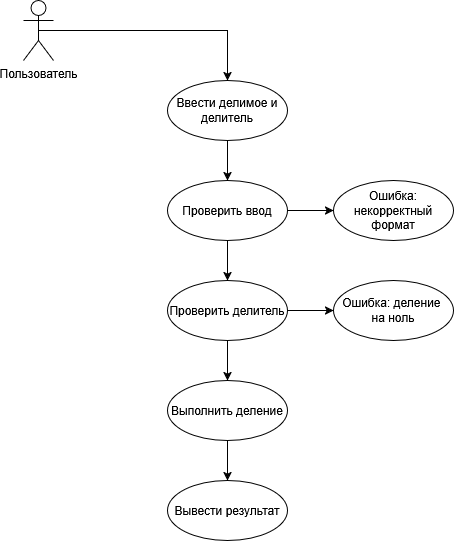 Пользователь
Ввести делимое и
делитель
Проверить ввод
Ошибка:
некорректный
формат
Проверить делитель
Ошибка: деление
на ноль
Выполнить деление
Вывести результат